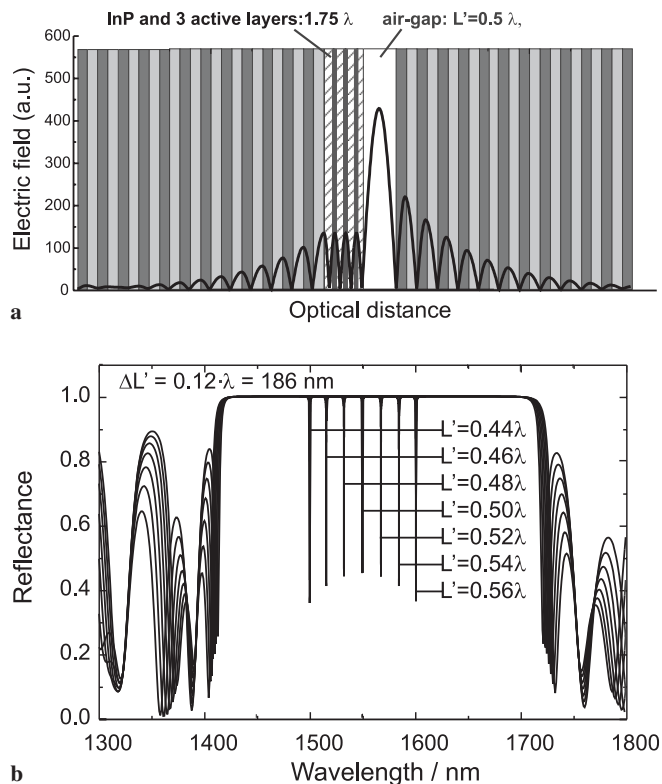 InP and 3 active layers:1.75 λ
air-gap: L'=0.5 λ,
600
500
400
300
200
100
0
Electric field (a.u.)
Optical distance
a
ΔL' = 0.12·λ = 186 nm
1.0
0.8
0.6
0.4
0.2
0.0
Reflectance
L'=0.44λ
L'=0.46λ
L'=0.48λ
L'=0.50λ
L'=0.52λ
L'=0.54λ
L'=0.56λ
1300 1400 1500 1600 1700 1800
Wavelength / nm
b